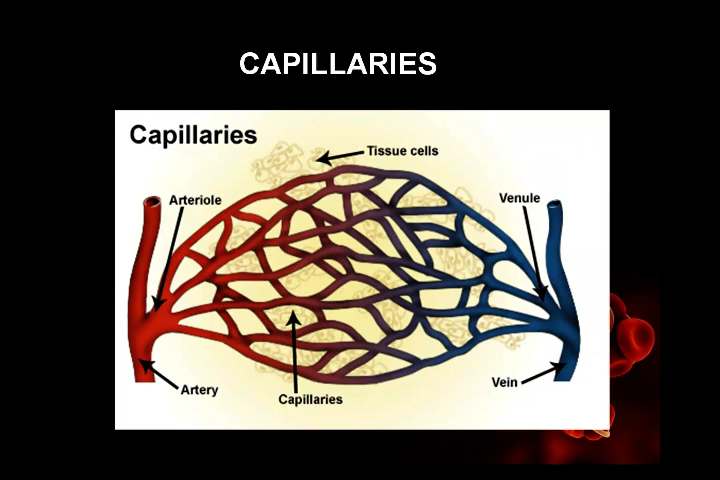 CAPILLARIES
Capillaries
Tissue cells
Arteriole
Venule
Artery
Capillaries
Vein